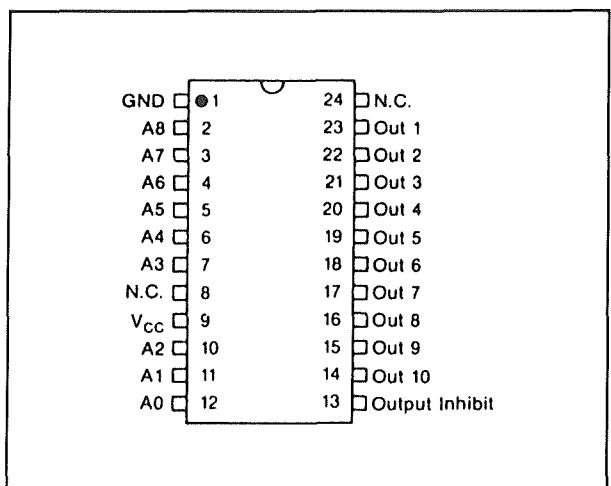 GND 1 24 N.C.
A8 2 23 Out 1
A7 3 22 Out 2
A6 4 21 Out 3
A5 5 20 Out 4
A4 6 19 Out 5
A3 7 18 Out 6
N.C. 8 17 Out 7
VCC 9 16 Out 8
A2 10 15 Out 9
A1 11 14 Out 10
A0 12 13 Output Inhibit